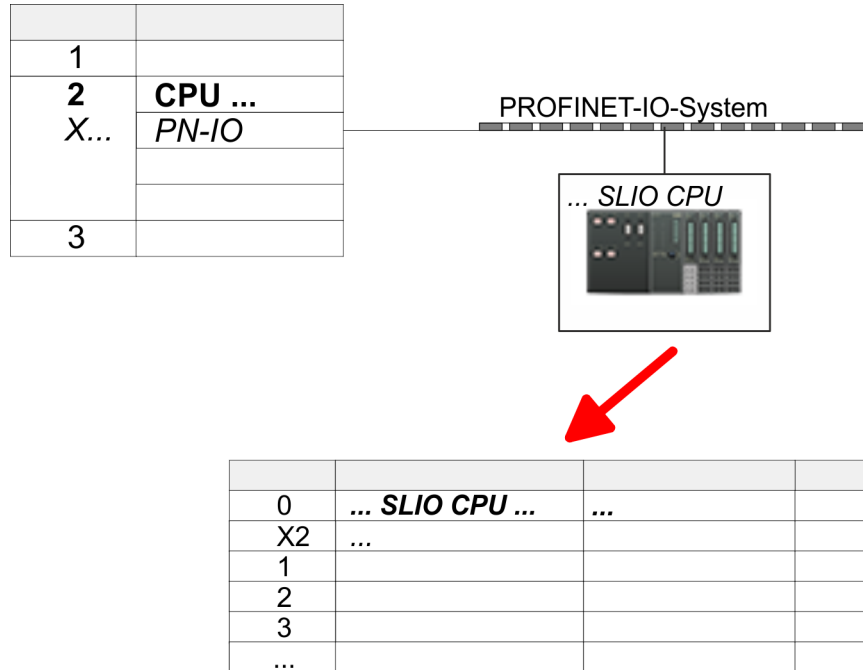 1
2 CPU ...
X... PN-IO
3
PROFINET-IO-System
... SLIO CPU
0 ... SLIO CPU ... ...
X2 ...
1
2
3
...